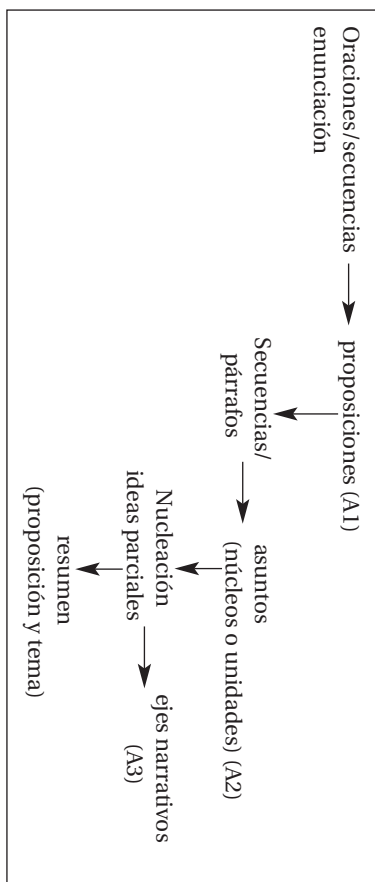 Oraciones/secuencias
enunciación
proposiciones (A1)
Secuencias/
párrafos
asuntos
(núcleos o unidades) (A2)
Nucleación
ideas parciales
ejes narrativos
(A3)
resumen
(proposición y tema)